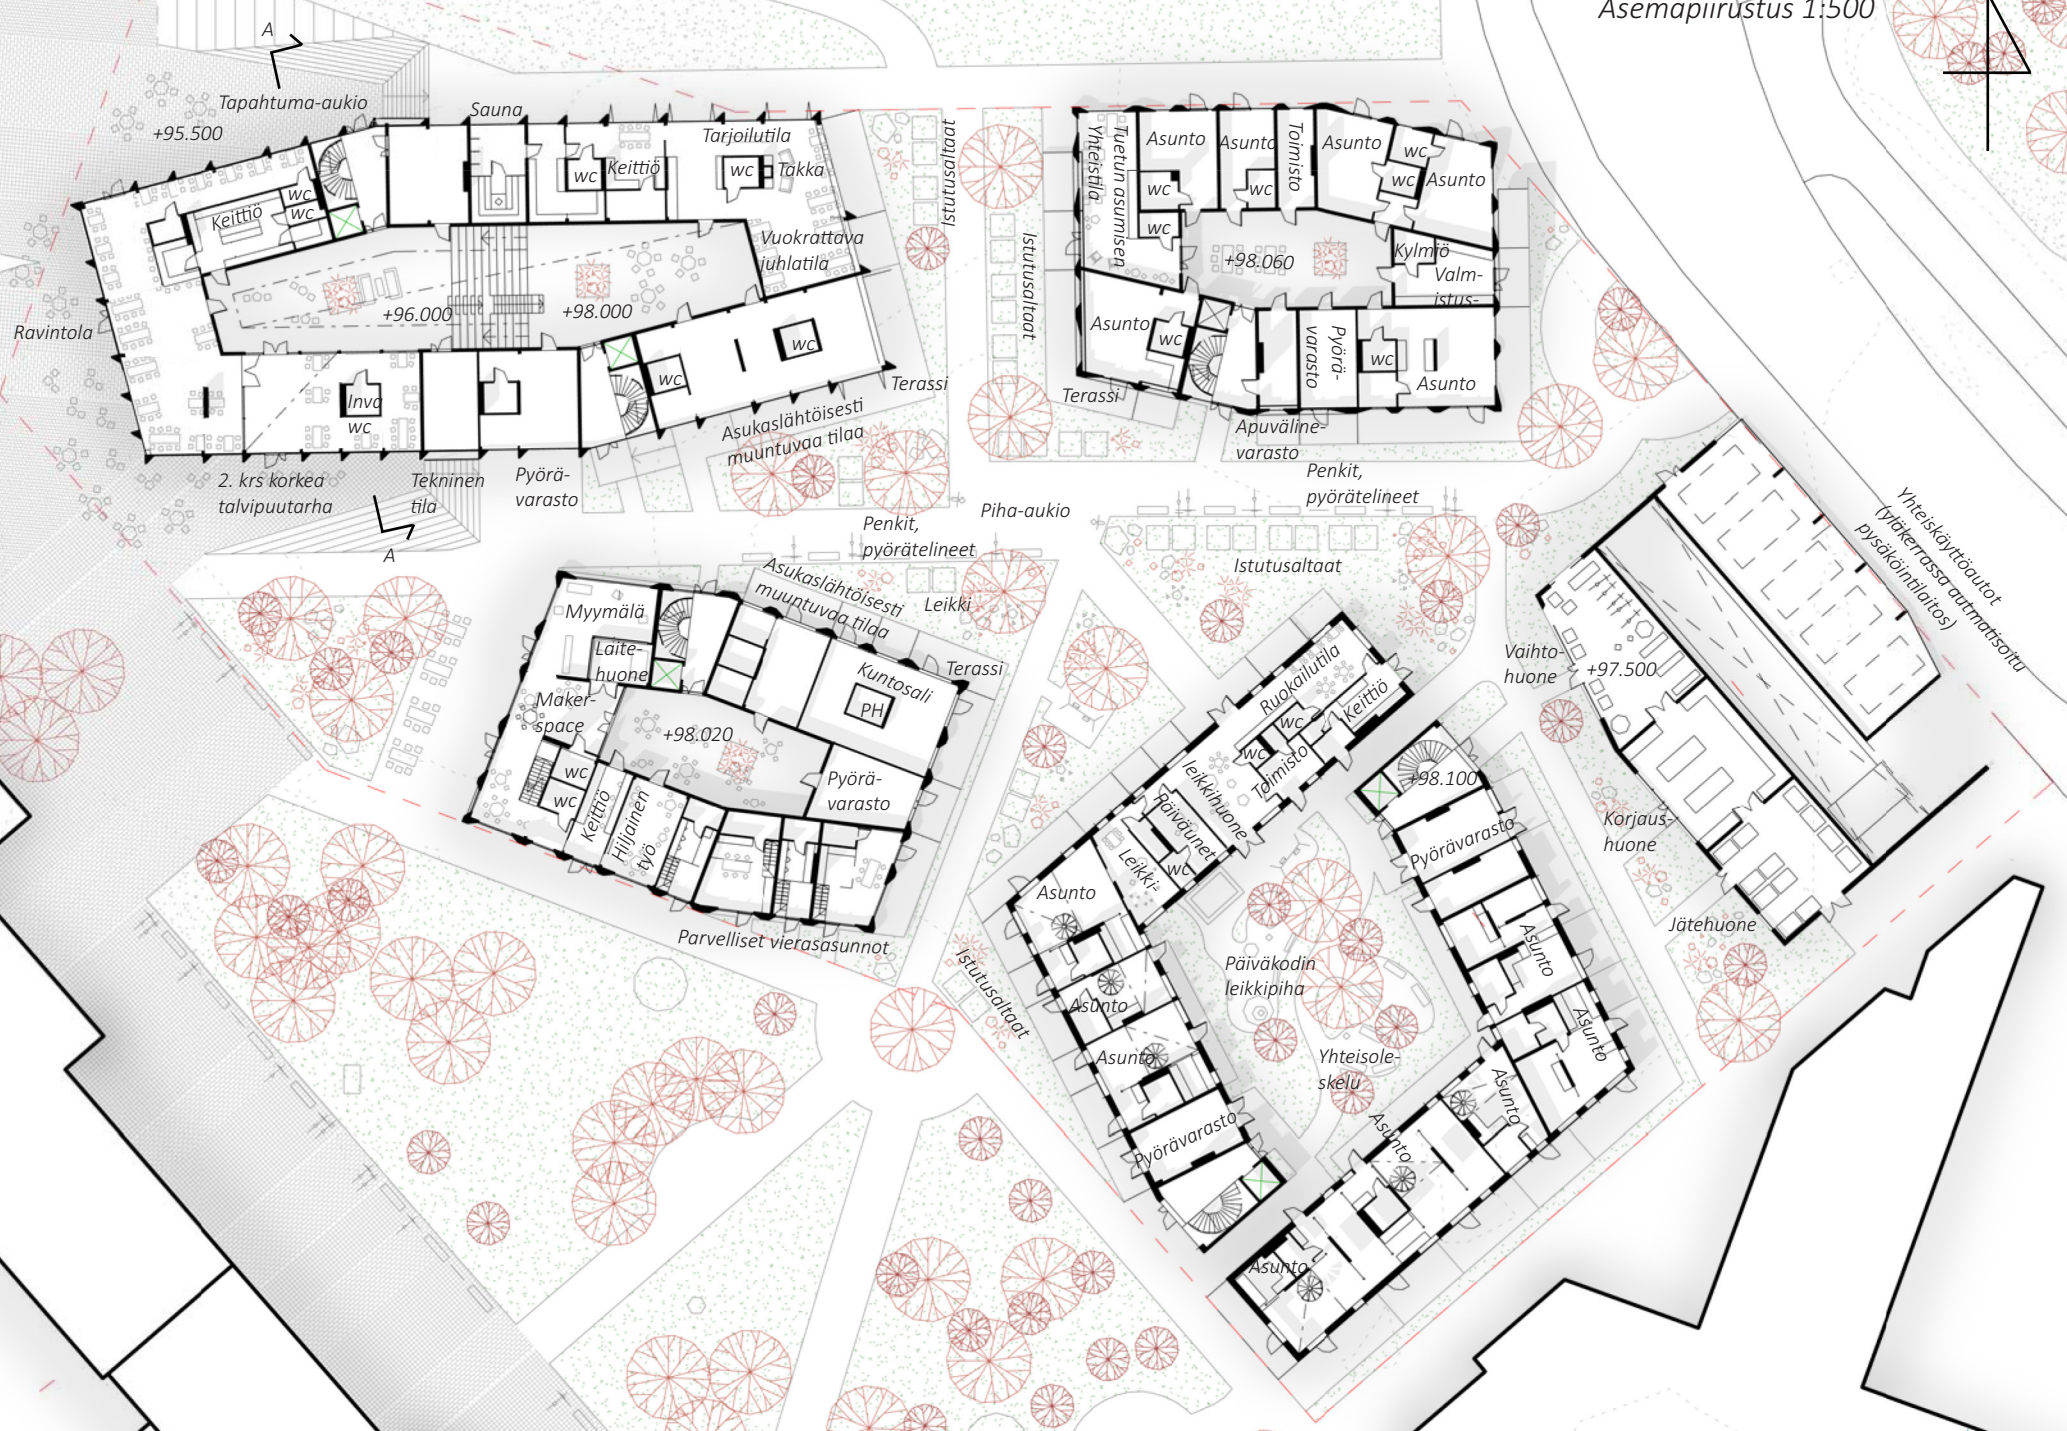 Asemapiirustus 1:500
A
Tapahtuma-aukio
+95.500
Sauna
Tarjoilutila
Keittiö
wc
wc
Takka
Keittiö
wc
wc
Vuokrattava
juhlatila
+96.000
+98.000
Ravintola
Inva
wc
wc
wc
Terassi
Asukaslähtöisesti
muuntuvaa tilaa
2. krs korkea
talvipuutarha
Tekninen
tila
Pyörä-
varasto
A
Istutusaltaat
Istutusaltaat
Yhteistila
Tuetun asumisen
Asunto
Asunto
Toimisto
Asunto
wc
wc
Asunto
wc
wc
wc
+98.060
Kylmiö
Valm-
istus-
Asunto
wc
Pyörä-
varasto
wc
Asunto
Terassi
Apuväline-
varasto
Penkit,
pyörätelineet
Piha-aukio
Penkit,
pyörätelineet
Istutusaltaat
Leikki
Asukaslähtöisesti
muuntuvaa tilaa
Myymälä
Laite-
huone
Maker-
space
Kuntosali
PH
Terassi
+98.020
wc
wc
Keittiö
Hiljainen
työ
Pyörä-
varasto
Parvelliset vierasasunnot
Istutusaltaat
Ruokailutila
Keittiö
wc
wc
Toimisto
leikkihuone
Päiväunet
wc
Leikki-
+98.100
Pyörävarasto
Asunto
Asunto
Asunto
Asunto
Asunto
Asunto
Asunto
Asunto
Pyörävarasto
Päiväkodin
leikkipiha
Yhteisole-
skelu
Vaihto-
huone
+97.500
Korjaus-
huone
Jätehuone
Yhteiskäyttöautot
(yläkerrassa autmatisoitu
pysäköintilaitos)